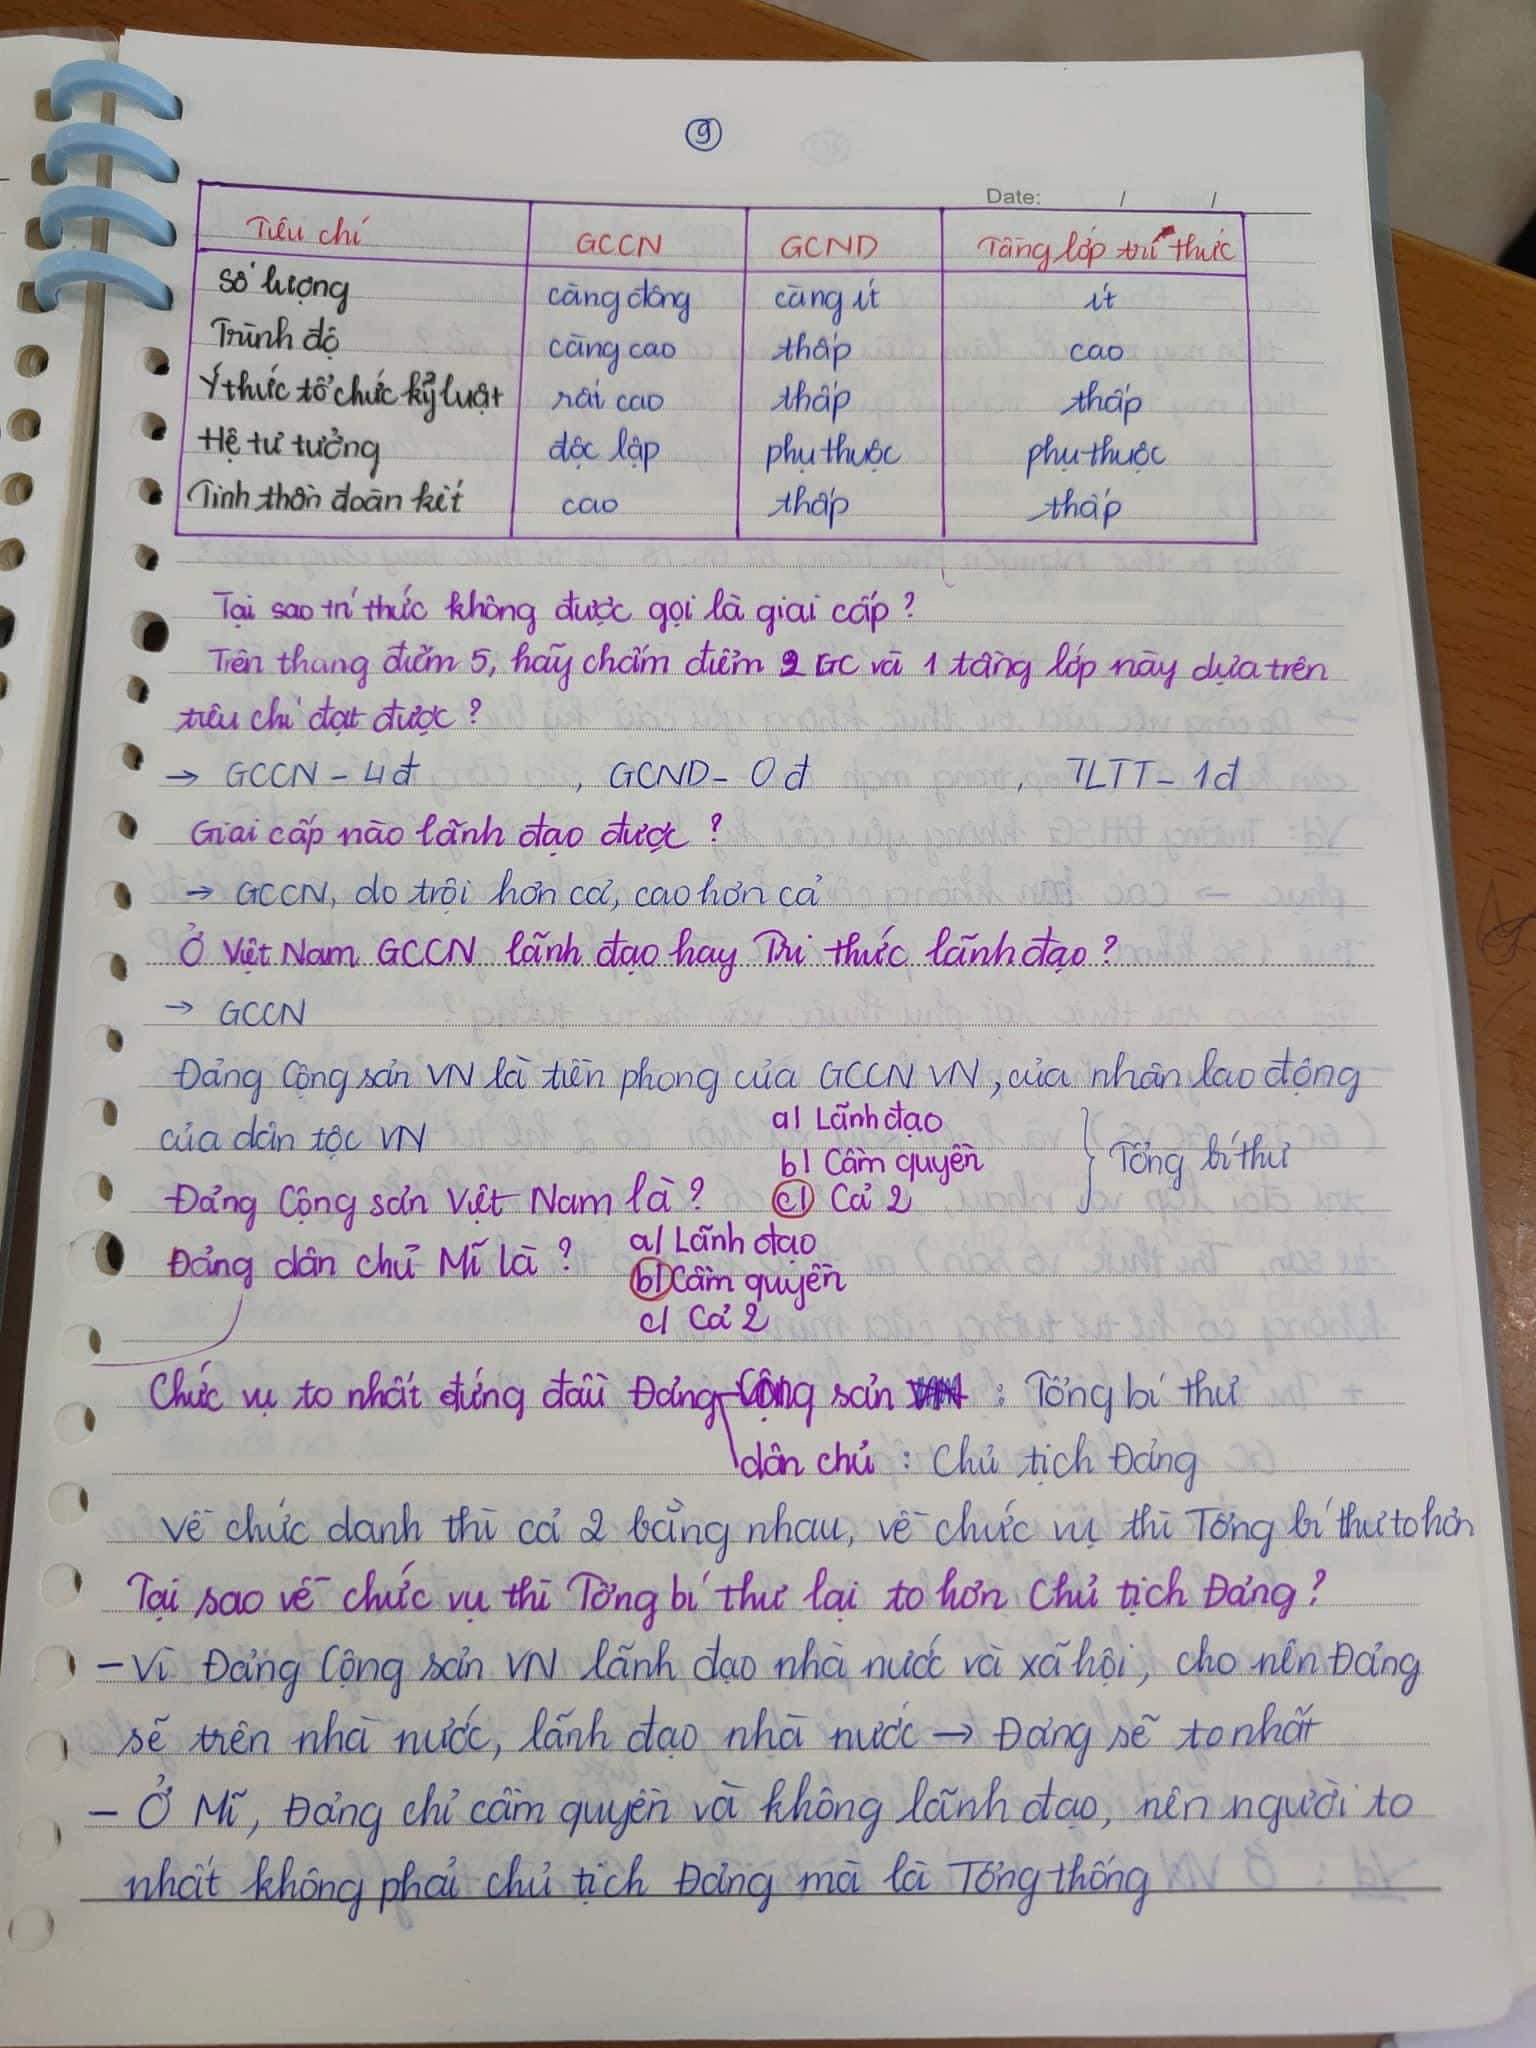 9
Date: / /
Tiêu chí GCCN GCND Tầng lớp trí thức
Số lượng càng đông càng ít ít
Trình độ càng cao thấp cao
Ý thức tổ chức kỷ luật rất cao thấp thấp
Hệ tư tưởng độc lập phụ thuộc phụ thuộc
Tinh thần đoàn kết cao thấp thấp
Tại sao trí thức không được gọi là giai cấp?
Trên thang điểm 5, hãy chấm điểm 2 GC và 1 tầng lớp này dựa trên
tiêu chí đạt được?
→ GCCN - 4đ , GCND - 0đ , TLTT - 1đ
Giai cấp nào lãnh đạo được?
→ GCCN, do trội hơn cả, cao hơn cả
Ở Việt Nam GCCN lãnh đạo hay Trí thức lãnh đạo?
→ GCCN
Đảng Cộng sản VN là tiền phong của GCCN VN, của nhân lao động
của dân tộc VN
a) Lãnh đạo
b) Cầm quyền } Tổng bí thư
Đảng Cộng sản Việt Nam là? c) Cả 2
a) Lãnh đạo
Đảng dân chủ Mĩ là? b) Cầm quyền
c) Cả 2
Chức vụ to nhất đứng đầu Đảng Cộng sản : Tổng bí thư
dân chủ : Chủ tịch Đảng
Về chức danh thì cả 2 bằng nhau, về chức vụ thì Tổng bí thư to hơn
Tại sao về chức vụ thì Tổng bí thư lại to hơn Chủ tịch Đảng?
- Vì Đảng Cộng sản VN lãnh đạo nhà nước và xã hội, cho nên Đảng
sẽ trên nhà nước, lãnh đạo nhà nước → Đảng sẽ to nhất
- Ở Mĩ, Đảng chỉ cầm quyền và không lãnh đạo, nên người to
nhất không phải chủ tịch Đảng mà là Tổng thống